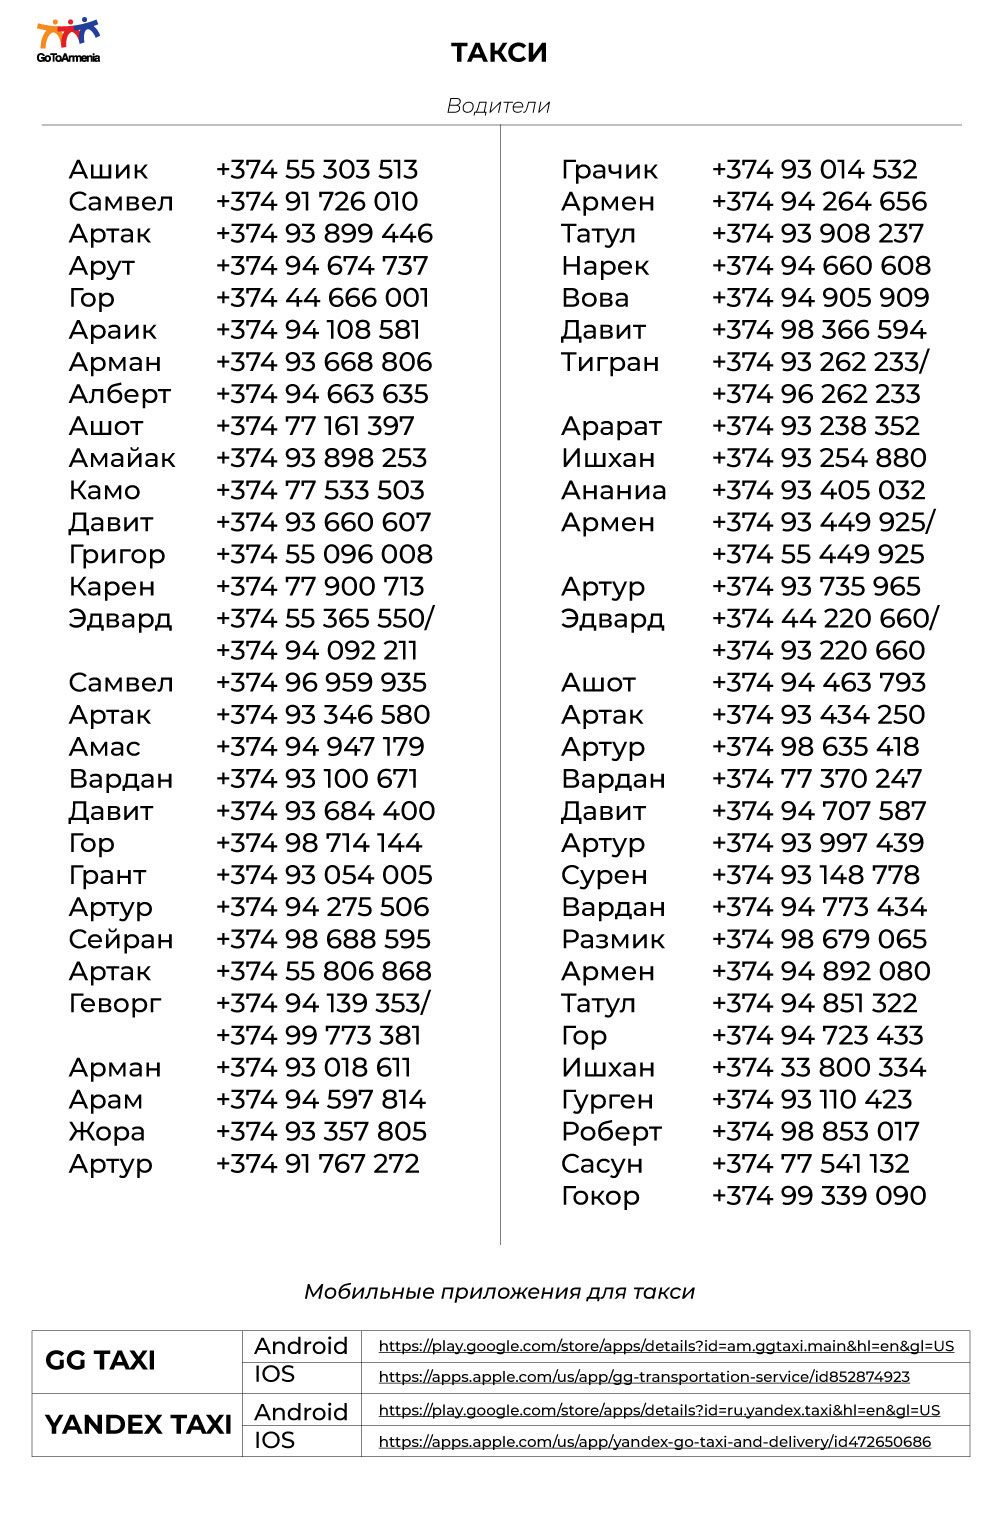 GoToArmenia
ТАКСИ
Водители
Ашик +374 55 303 513
Самвел +374 91 726 010
Артак +374 93 899 446
Арут +374 94 674 737
Гор +374 44 666 001
Араик +374 94 108 581
Арман +374 93 668 806
Алберт +374 94 663 635
Ашот +374 77 161 397
Амайак +374 93 898 253
Камо +374 77 533 503
Давит +374 93 660 607
Григор +374 55 096 008
Карен +374 77 900 713
Эдвард +374 55 365 550/
+374 94 092 211
Самвел +374 96 959 935
Артак +374 93 346 580
Амас +374 94 947 179
Вардан +374 93 100 671
Давит +374 93 684 400
Гор +374 98 714 144
Грант +374 93 054 005
Артур +374 94 275 506
Сейран +374 98 688 595
Артак +374 55 806 868
Геворг +374 94 139 353/
+374 99 773 381
Арман +374 93 018 611
Арам +374 94 597 814
Жора +374 93 357 805
Артур +374 91 767 272
Грачик +374 93 014 532
Армен +374 94 264 656
Татул +374 93 908 237
Нарек +374 94 660 608
Вова +374 94 905 909
Давит +374 98 366 594
Тигран +374 93 262 233/
+374 96 262 233
Арарат +374 93 238 352
Ишхан +374 93 254 880
Ананиа +374 93 405 032
Армен +374 93 449 925/
+374 55 449 925
Артур +374 93 735 965
Эдвард +374 44 220 660/
+374 93 220 660
Ашот +374 94 463 793
Артак +374 93 434 250
Артур +374 98 635 418
Вардан +374 77 370 247
Давит +374 94 707 587
Артур +374 93 997 439
Сурен +374 93 148 778
Вардан +374 94 773 434
Размик +374 98 679 065
Армен +374 94 892 080
Татул +374 94 851 322
Гор +374 94 723 433
Ишхан +374 33 800 334
Гурген +374 93 110 423
Роберт +374 98 853 017
Сасун +374 77 541 132
Гокор +374 99 339 090
Мобильные приложения для такси
GG TAXI
Android https://play.google.com/store/apps/details?id=am.ggtaxi.main&hl=en&gl=US
IOS https://apps.apple.com/us/app/gg-transportation-service/id852874923
YANDEX TAXI
Android https://play.google.com/store/apps/details?id=ru.yandex.taxi&hl=en&gl=US
IOS https://apps.apple.com/us/app/yandex-go-taxi-and-delivery/id472650686